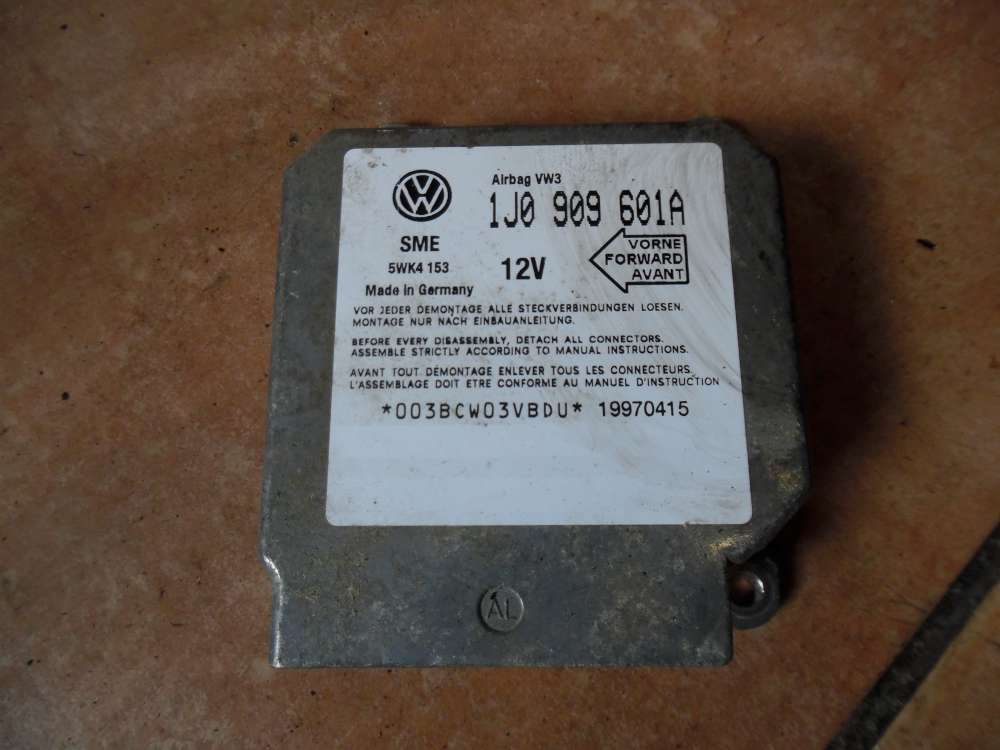 VW
Airbag VW3
1J0 909 601A
SME
5WK4 153
12V
VORNE
FORWARD
AVANT
Made in Germany
VOR JEDER DEMONTAGE ALLE STECKVERBINDUNGEN LOESEN.
MONTAGE NUR NACH EINBAUANLEITUNG.
BEFORE EVERY DISASSEMBLY, DETACH ALL CONNECTORS.
ASSEMBLE STRICTLY ACCORDING TO MANUAL INSTRUCTIONS.
AVANT TOUT DÉMONTAGE ENLEVER TOUS LES CONNECTEURS.
L'ASSEMBLAGE DOIT ETRE CONFORME AU MANUEL D'INSTRUCTION
*003BCW03VBDU* 19970415
AL